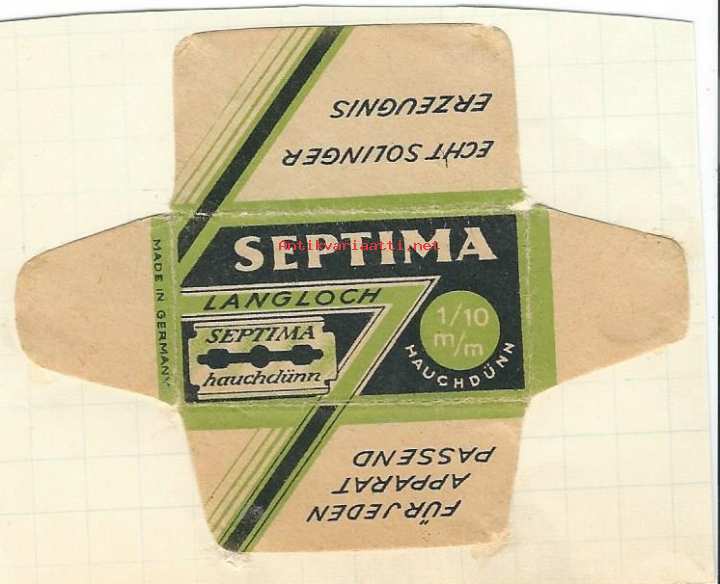 ECHT SOLINGER
ERZEUGNIS
SEPTIMA
Antikvariaatti.net
LANGLOCH
SEPTIMA
hauchdünn
1/10
m/m
HAUCHDÜNN
MADE IN GERMANY
FÜR JEDEN
APPARAT
PASSEND